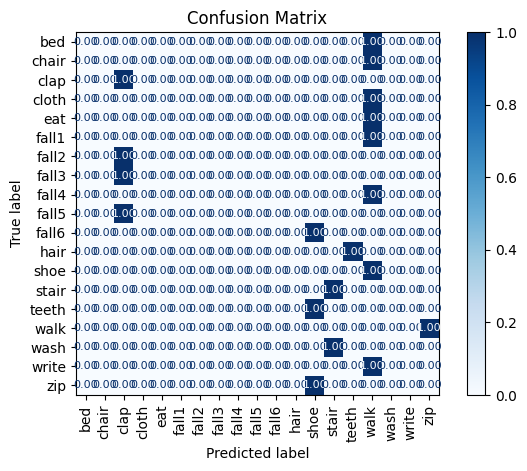 Confusion Matrix
bed 0.00 0.00 0.00 0.00 0.00 0.00 0.00 0.00 0.00 0.00 0.00 0.00 0.00 0.00 0.00 1.00 0.00 0.00 0.00
chair 0.00 0.00 0.00 0.00 0.00 0.00 0.00 0.00 0.00 0.00 0.00 0.00 0.00 0.00 0.00 1.00 0.00 0.00 0.00
clap 0.00 0.00 1.00 0.00 0.00 0.00 0.00 0.00 0.00 0.00 0.00 0.00 0.00 0.00 0.00 0.00 0.00 0.00 0.00
cloth 0.00 0.00 0.00 0.00 0.00 0.00 0.00 0.00 0.00 0.00 0.00 0.00 0.00 0.00 0.00 1.00 0.00 0.00 0.00
eat 0.00 0.00 0.00 0.00 0.00 0.00 0.00 0.00 0.00 0.00 0.00 0.00 0.00 0.00 0.00 1.00 0.00 0.00 0.00
fall1 0.00 0.00 0.00 0.00 0.00 0.00 0.00 0.00 0.00 0.00 0.00 0.00 0.00 0.00 0.00 1.00 0.00 0.00 0.00
fall2 0.00 0.00 1.00 0.00 0.00 0.00 0.00 0.00 0.00 0.00 0.00 0.00 0.00 0.00 0.00 0.00 0.00 0.00 0.00
fall3 0.00 0.00 1.00 0.00 0.00 0.00 0.00 0.00 0.00 0.00 0.00 0.00 0.00 0.00 0.00 0.00 0.00 0.00 0.00
fall4 0.00 0.00 0.00 0.00 0.00 0.00 0.00 0.00 0.00 0.00 0.00 0.00 0.00 0.00 0.00 1.00 0.00 0.00 0.00
fall5 0.00 0.00 1.00 0.00 0.00 0.00 0.00 0.00 0.00 0.00 0.00 0.00 0.00 0.00 0.00 0.00 0.00 0.00 0.00
fall6 0.00 0.00 0.00 0.00 0.00 0.00 0.00 0.00 0.00 0.00 0.00 0.00 1.00 0.00 0.00 0.00 0.00 0.00 0.00
hair 0.00 0.00 0.00 0.00 0.00 0.00 0.00 0.00 0.00 0.00 0.00 0.00 0.00 0.00 1.00 0.00 0.00 0.00 0.00
shoe 0.00 0.00 0.00 0.00 0.00 0.00 0.00 0.00 0.00 0.00 0.00 0.00 0.00 0.00 0.00 1.00 0.00 0.00 0.00
stair 0.00 0.00 0.00 0.00 0.00 0.00 0.00 0.00 0.00 0.00 0.00 0.00 0.00 1.00 0.00 0.00 0.00 0.00 0.00
teeth 0.00 0.00 0.00 0.00 0.00 0.00 0.00 0.00 0.00 0.00 0.00 0.00 1.00 0.00 0.00 0.00 0.00 0.00 0.00
walk 0.00 0.00 0.00 0.00 0.00 0.00 0.00 0.00 0.00 0.00 0.00 0.00 0.00 0.00 0.00 0.00 0.00 0.00 1.00
wash 0.00 0.00 0.00 0.00 0.00 0.00 0.00 0.00 0.00 0.00 0.00 0.00 0.00 1.00 0.00 0.00 0.00 0.00 0.00
write 0.00 0.00 0.00 0.00 0.00 0.00 0.00 0.00 0.00 0.00 0.00 0.00 0.00 0.00 0.00 1.00 0.00 0.00 0.00
zip 0.00 0.00 0.00 0.00 0.00 0.00 0.00 0.00 0.00 0.00 0.00 0.00 1.00 0.00 0.00 0.00 0.00 0.00 0.00
True label
bed chair clap cloth eat fall1 fall2 fall3 fall4 fall5 fall6 hair shoe stair teeth walk wash write zip
Predicted label
1.0
0.8
0.6
0.4
0.2
0.0